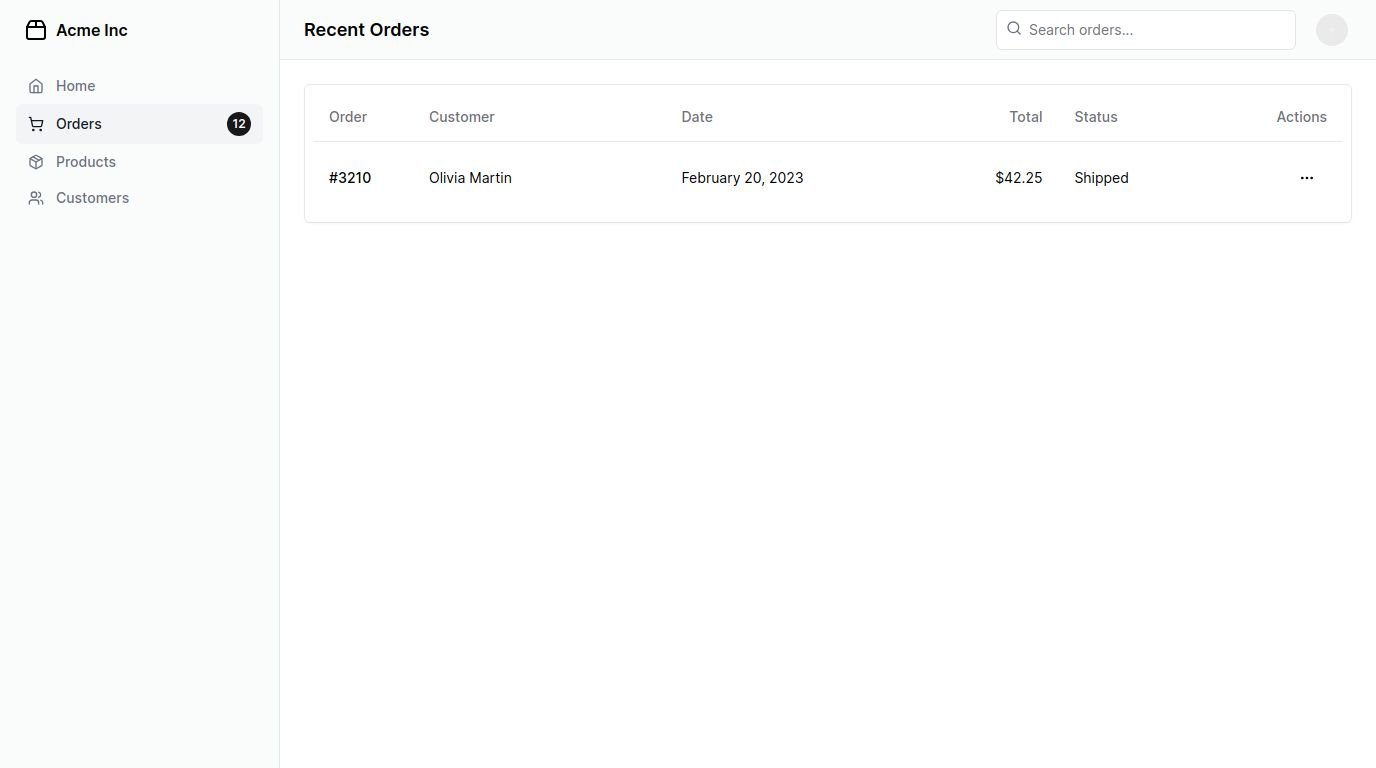 Acme Inc
Home
Orders 12
Products
Customers
Recent Orders
Search orders...
Order Customer Date Total Status Actions
#3210 Olivia Martin February 20, 2023 $42.25 Shipped